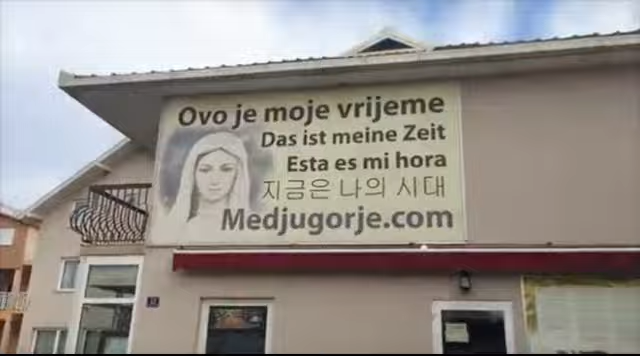 Ovo je moje vrijeme
Das ist meine Zeit
Esta es mi hora
지금은 나의 시대
Medjugorje.com